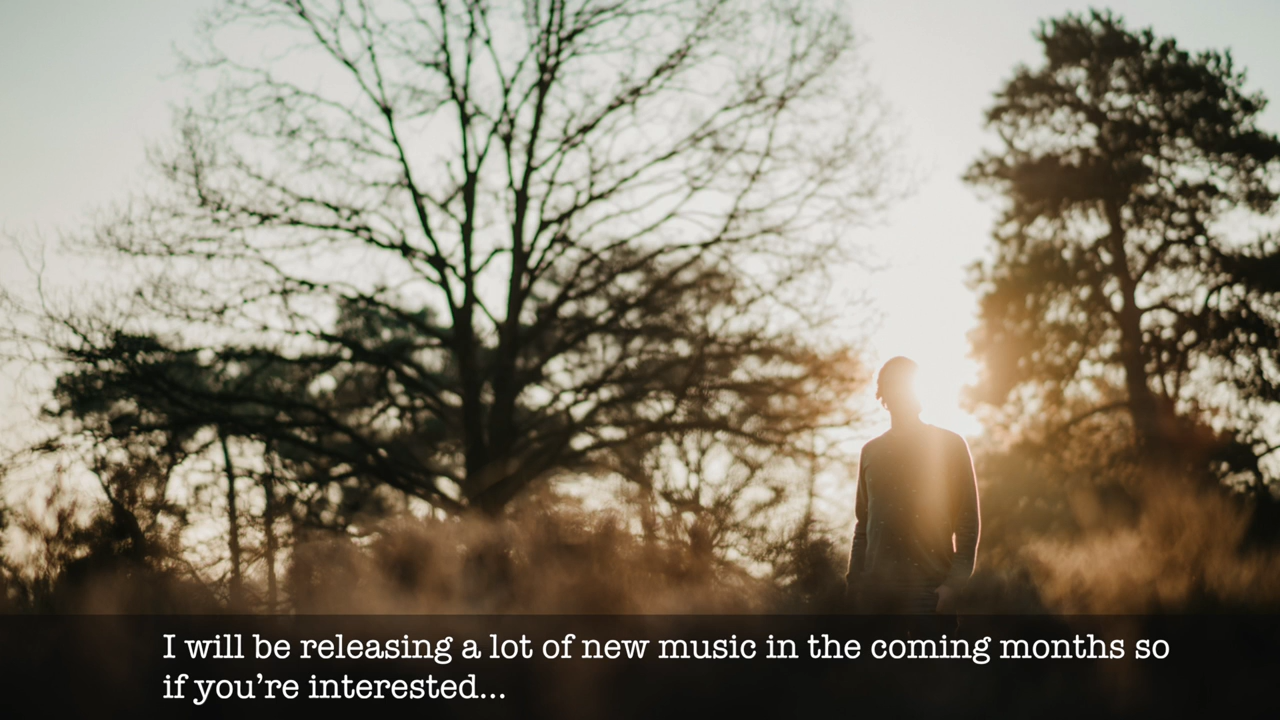 I will be releasing a lot of new music in the coming months so
if you’re interested...